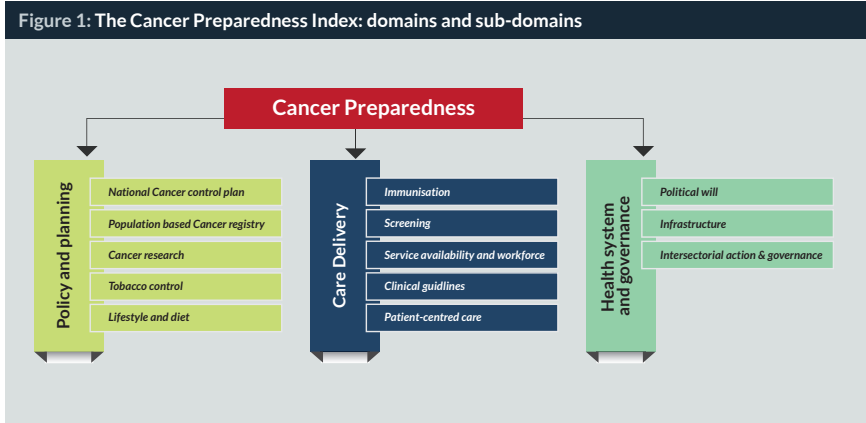 Figure 1: The Cancer Preparedness Index: domains and sub-domains
Cancer Preparedness
Policy and planning
National Cancer control plan
Population based Cancer registry
Cancer research
Tobacco control
Lifestyle and diet
Care Delivery
Immunisation
Screening
Service availability and workforce
Clinical guidlines
Patient-centred care
Health system
and governance
Political will
Infrastructure
Intersectorial action & governance